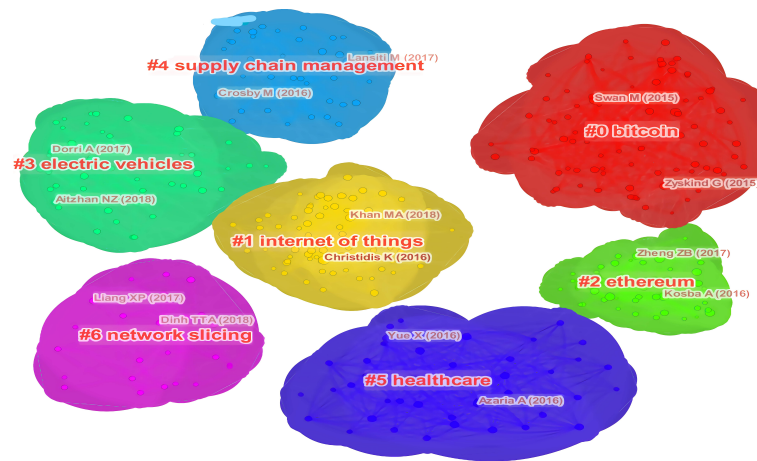 Lansiti M (2017)
#4 supply chain management
Crosby M (2016)
Swan M (2015)
#0 bitcoin
Zyskind G (2015
Dorri A (2017)
#3 electric vehicles
Aitzhan NZ (2018)
Khan MA (2018)
#1 internet of things
Christidis K (2016)
Zheng ZB (2017)
#2 ethereum
Kosba A (2016)
Liang XP (2017)
Dinh TTA (2018)
#6 network slicing
Yue X (2016)
#5 healthcare
Azaria A (2016)